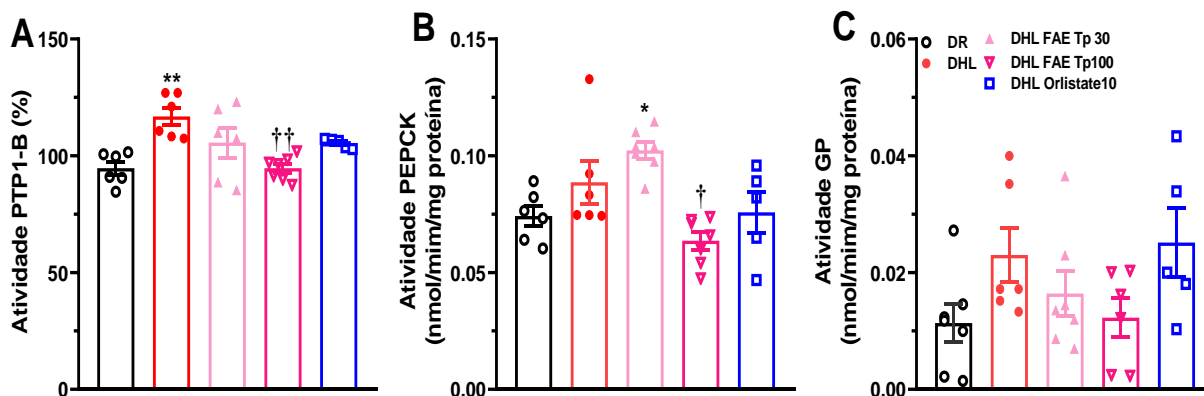 A
Atividade PTP1-B (%)
150
100
50
0
**
††
B
Atividade PEPCK
(nmol/mim/mg proteína)
0.15
0.10
0.05
0.00
*
†
C
Atividade GP
(nmol/mim/mg proteína)
0.06
0.04
0.02
0.00
DR
DHL
DHL FAE Tp 30
DHL FAE Tp100
DHL Orlistate10